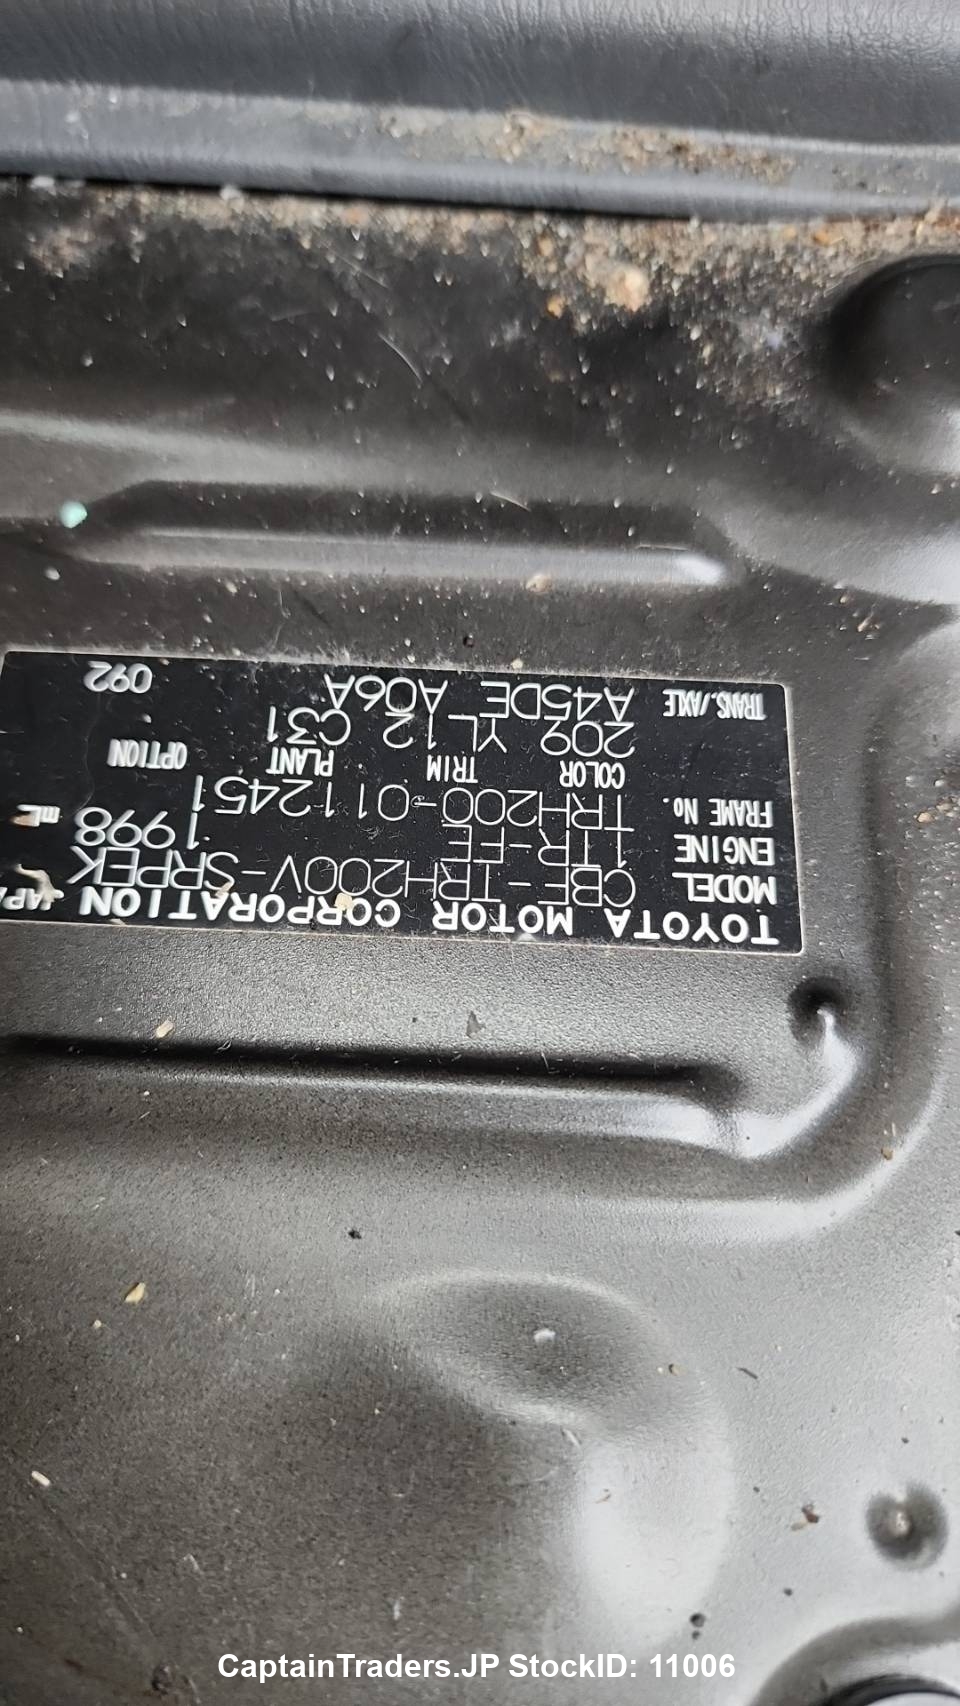 TOYOTA MOTOR CORPORATION JAPA
MODEL CBF-TRH200V-SRPEK
ENGINE 1TR-FE 1998 mL
FRAME No. TRH200-0112451
COLOR TRIM PLANT OPTION
209 YL12 C31
TRANS./AXLE A45DE A06A 092
CaptainTraders.JP StockID: 11006